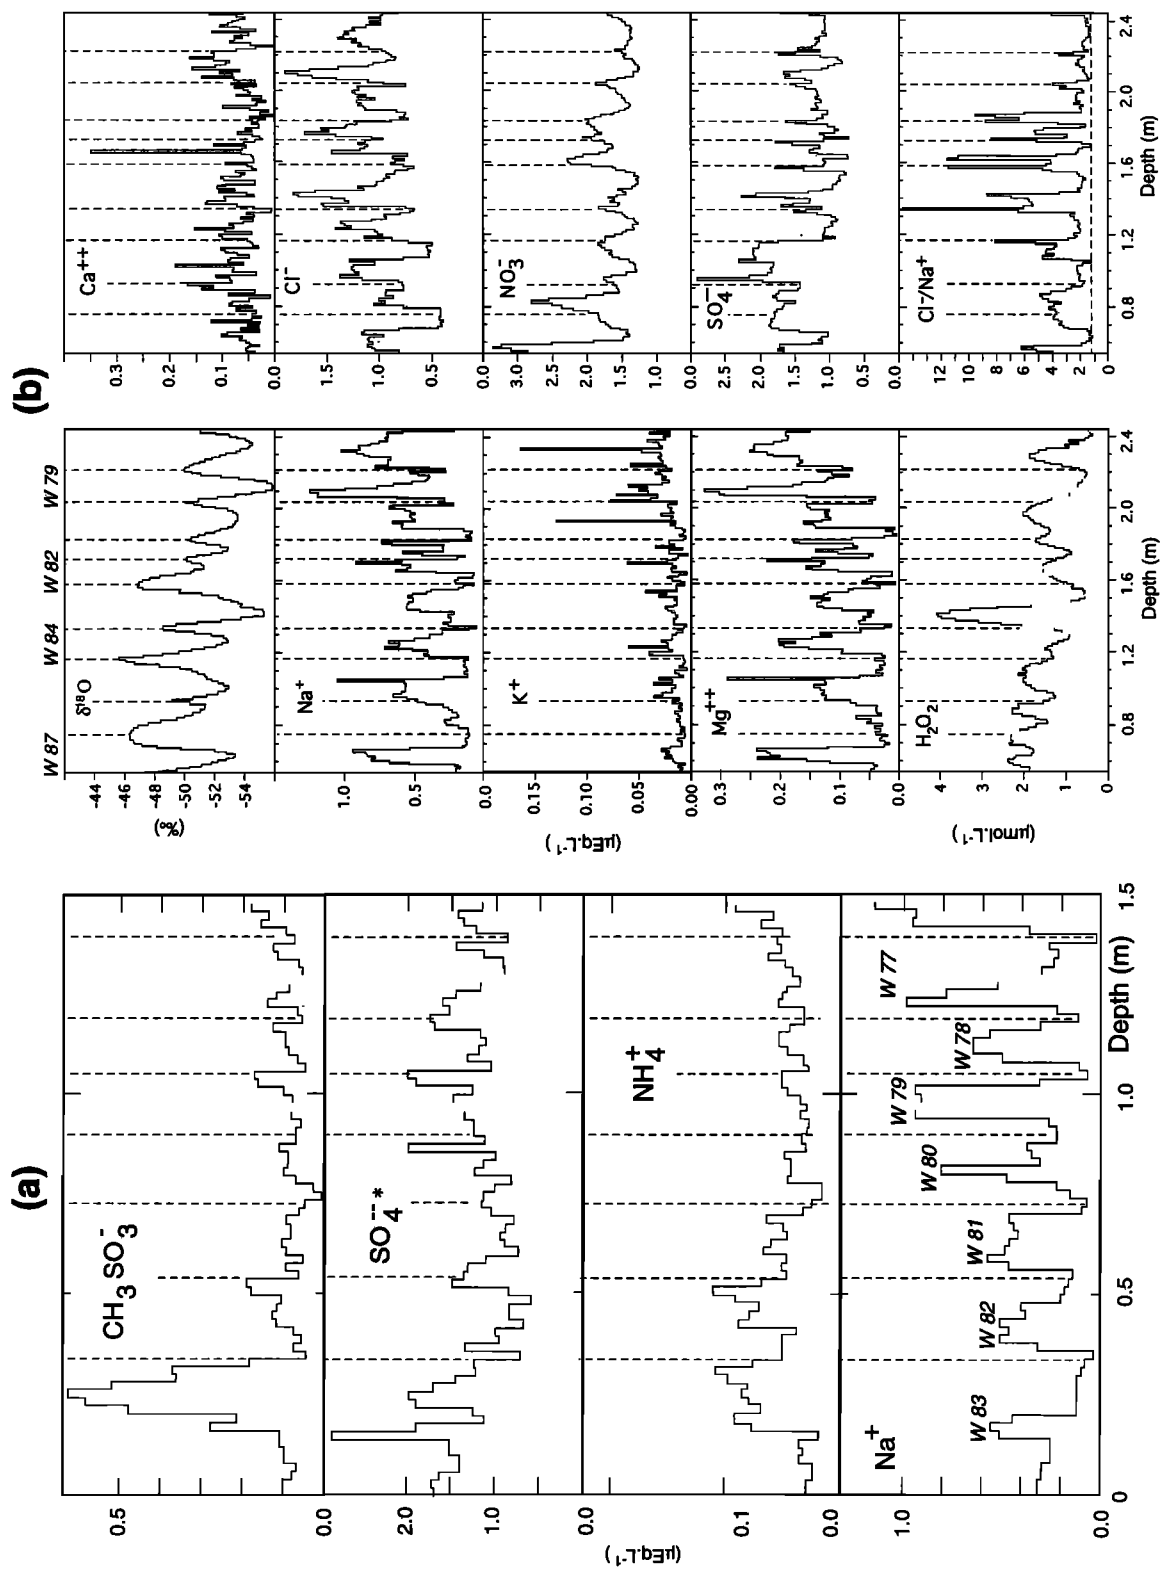 (a)
CH₃SO₃⁻
0.5
0.0
SO₄⁻⁻*
2.0
1.0
0.0
NH₄⁺
0.1
0.0
(µEq.L⁻¹)
Na⁺
W 83 W 82 W 81 W 80 W 79 W 78 W 77
1.0
0.0
0 0.5 1.0 1.5
Depth (m)
(b)
W 87 W 84 W 82 W 79
δ¹⁸O
-44
-46
-48
-50
-52
-54
(‰)
Na⁺
1.0
0.5
0.0
K⁺
0.15
0.10
0.05
0.00
(µEq.L⁻¹)
Mg⁺⁺
0.3
0.2
0.1
0.0
H₂O₂
4
3
2
1
0
(µmol.L⁻¹)
0.8 1.2 1.6 2.0 2.4
Depth (m)
Ca⁺⁺
0.3
0.2
0.1
0.0
Cl⁻
1.5
1.0
0.5
0.0
NO₃⁻
3.0
2.5
2.0
1.5
1.0
0.0
SO₄⁻⁻
2.5
2.0
1.5
1.0
0.0
Cl⁻/Na⁺
12
10
8
6
4
2
0
0.8 1.2 1.6 2.0 2.4
Depth (m)